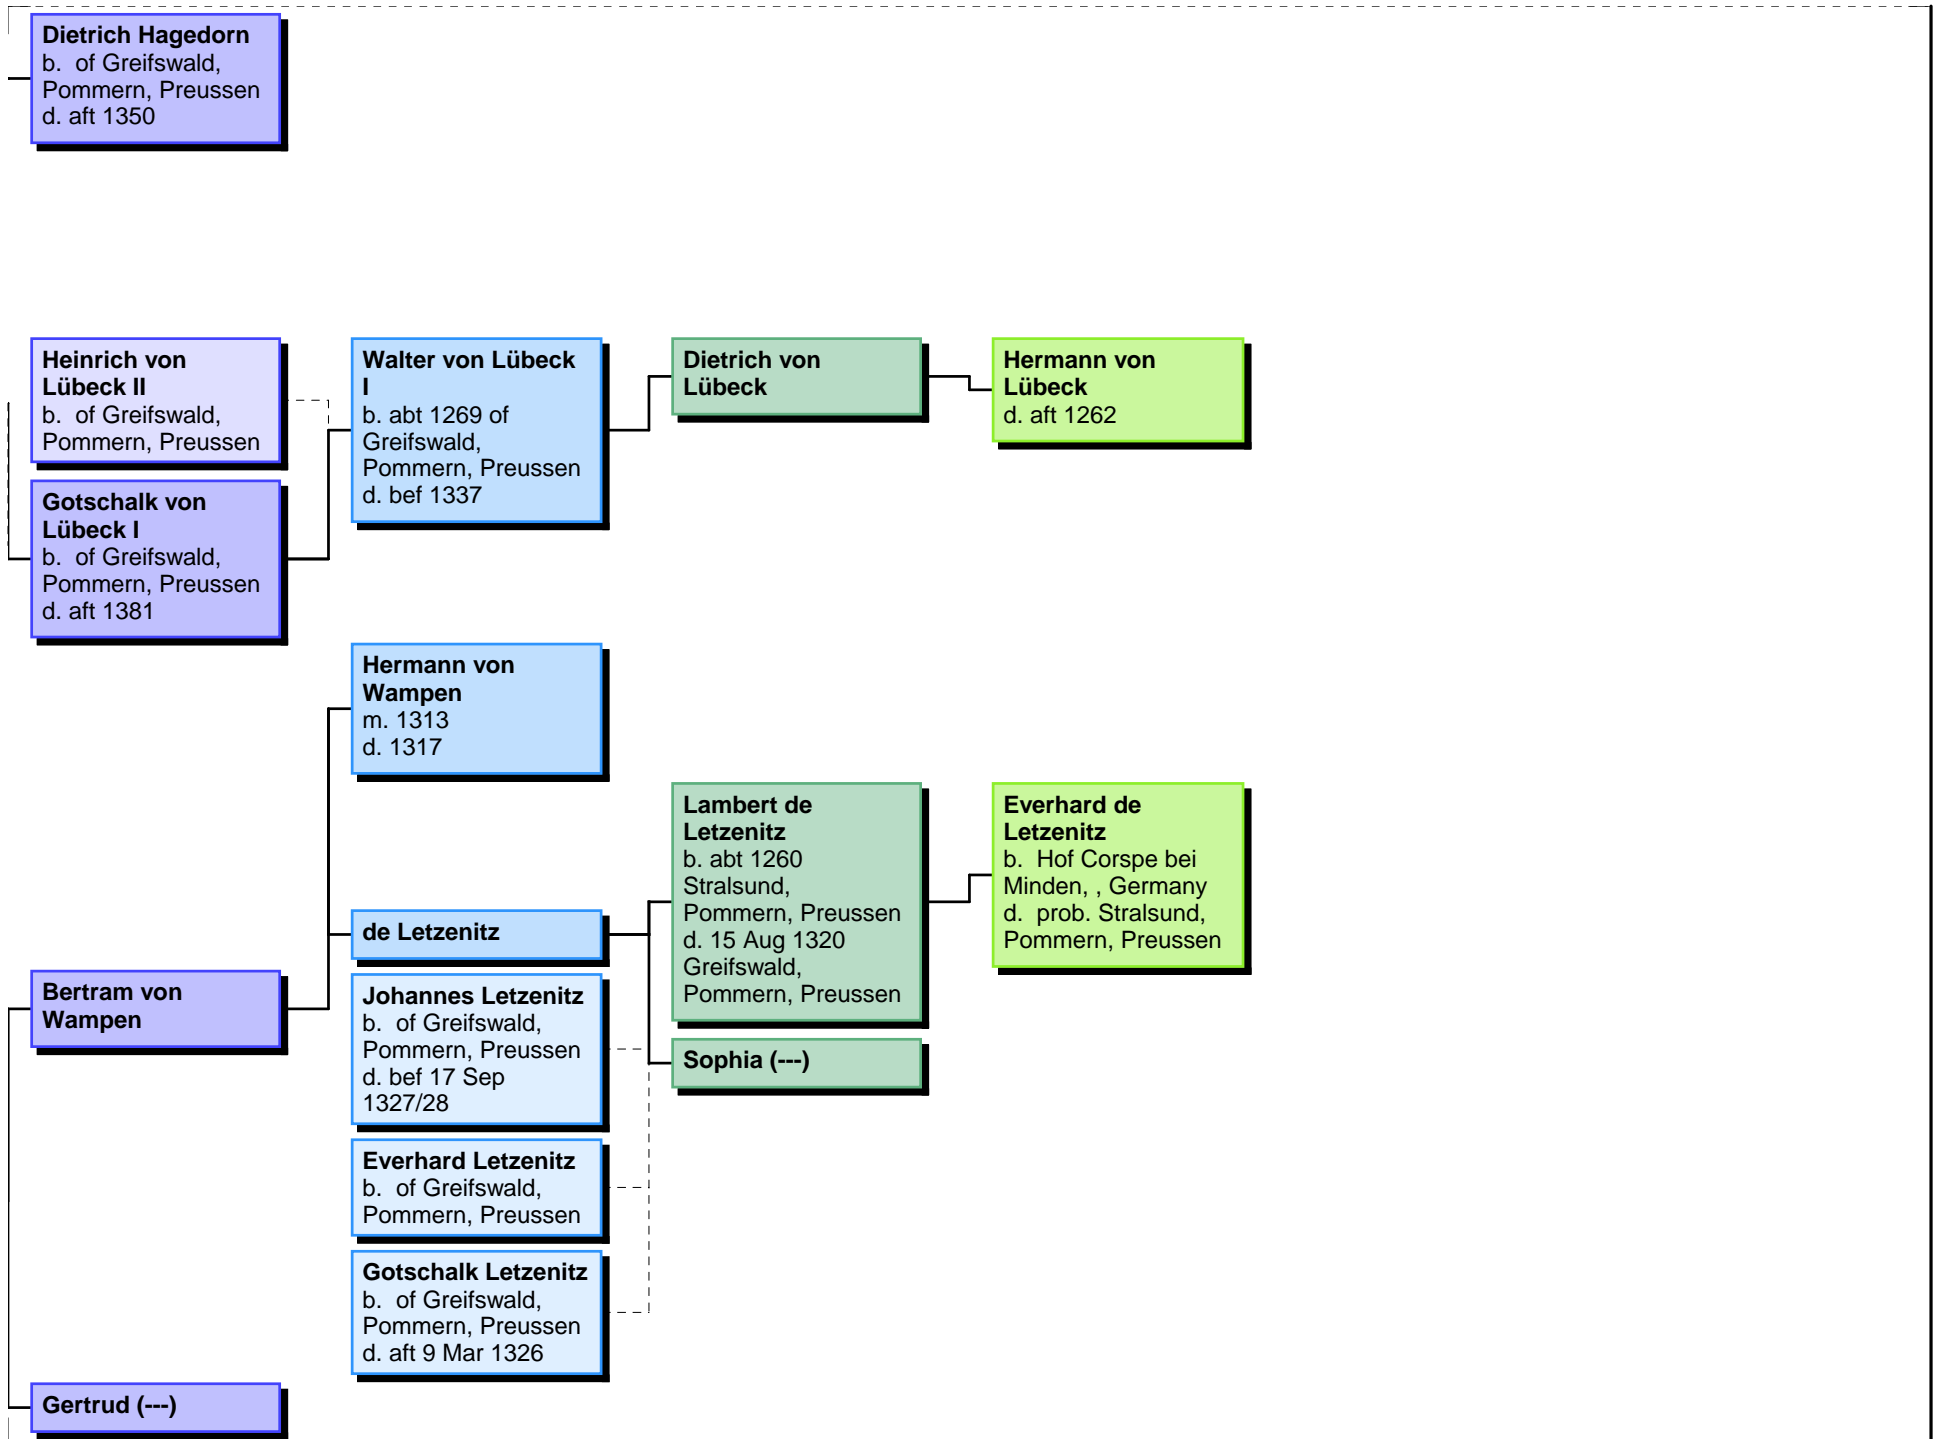 Dietrich Hagedorn
b.  of Greifswald,
Pommern, Preussen
d. aft 1350
Heinrich von
Lübeck II
b.  of Greifswald,
Pommern, Preussen
Gotschalk von
Lübeck I
b.  of Greifswald,
Pommern, Preussen
d. aft 1381
Walter von Lübeck
I
b. abt 1269 of
Greifswald,
Pommern, Preussen
d. bef 1337
Dietrich von
Lübeck
Hermann von
Lübeck
d. aft 1262
Hermann von
Wampen
m. 1313
d. 1317
de Letzenitz
Bertram von
Wampen
Johannes Letzenitz
b.  of Greifswald,
Pommern, Preussen
d. bef 17 Sep
1327/28
Everhard Letzenitz
b.  of Greifswald,
Pommern, Preussen
Gotschalk Letzenitz
b.  of Greifswald,
Pommern, Preussen
d. aft 9 Mar 1326
Lambert de
Letzenitz
b. abt 1260
Stralsund,
Pommern, Preussen
d. 15 Aug 1320
Greifswald,
Pommern, Preussen
Sophia (---)
Everhard de
Letzenitz
b.  Hof Corspe bei
Minden, , Germany
d.  prob. Stralsund,
Pommern, Preussen
Gertrud (---)